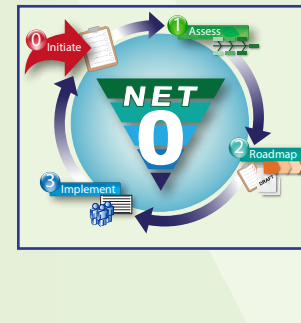 0 Initiate
1 Assess
NET
0
2 Roadmap
DRAFT
3 Implement